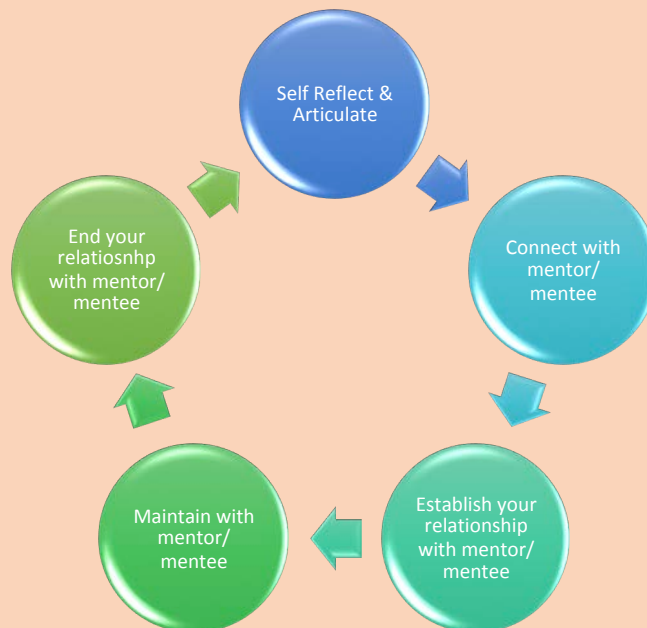 Self Reflect &
Articulate
Connect with
mentor/
mentee
Establish your
relationship
with mentor/
mentee
Maintain with
mentor/
mentee
End your
relatiosnhp
with mentor/
mentee